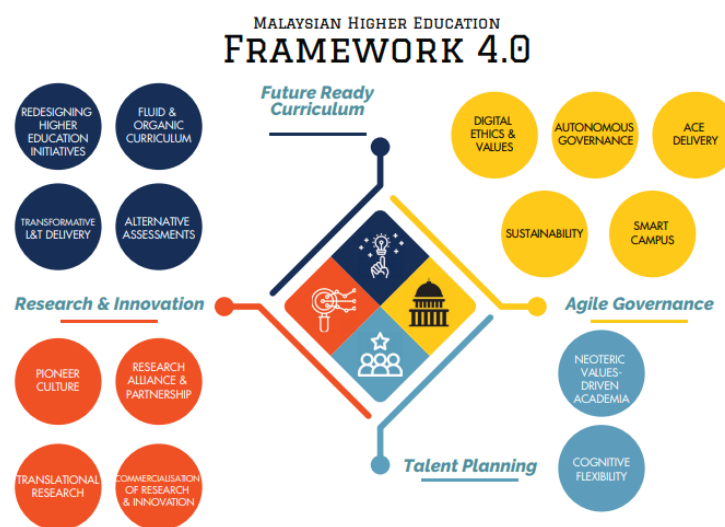 MALAYSIAN HIGHER EDUCATION
FRAMEWORK 4.0
Future Ready
Curriculum
REDESIGNING
HIGHER
EDUCATION
INITIATIVES
FLUID &
ORGANIC
CURRICULUM
TRANSFORMATIVE
L&T DELIVERY
ALTERNATIVE
ASSESSMENTS
DIGITAL
ETHICS &
VALUES
AUTONOMOUS
GOVERNANCE
ACE
DELIVERY
SUSTAINABILITY
SMART
CAMPUS
Research & Innovation
Agile Governance
PIONEER
CULTURE
RESEARCH
ALLIANCE &
PARTNERSHIP
TRANSLATIONAL
RESEARCH
COMMERCIALISATION
OF RESEARCH
& INNOVATION
Talent Planning
NEOTERIC
VALUES-
DRIVEN
ACADEMIA
COGNITIVE
FLEXIBILITY